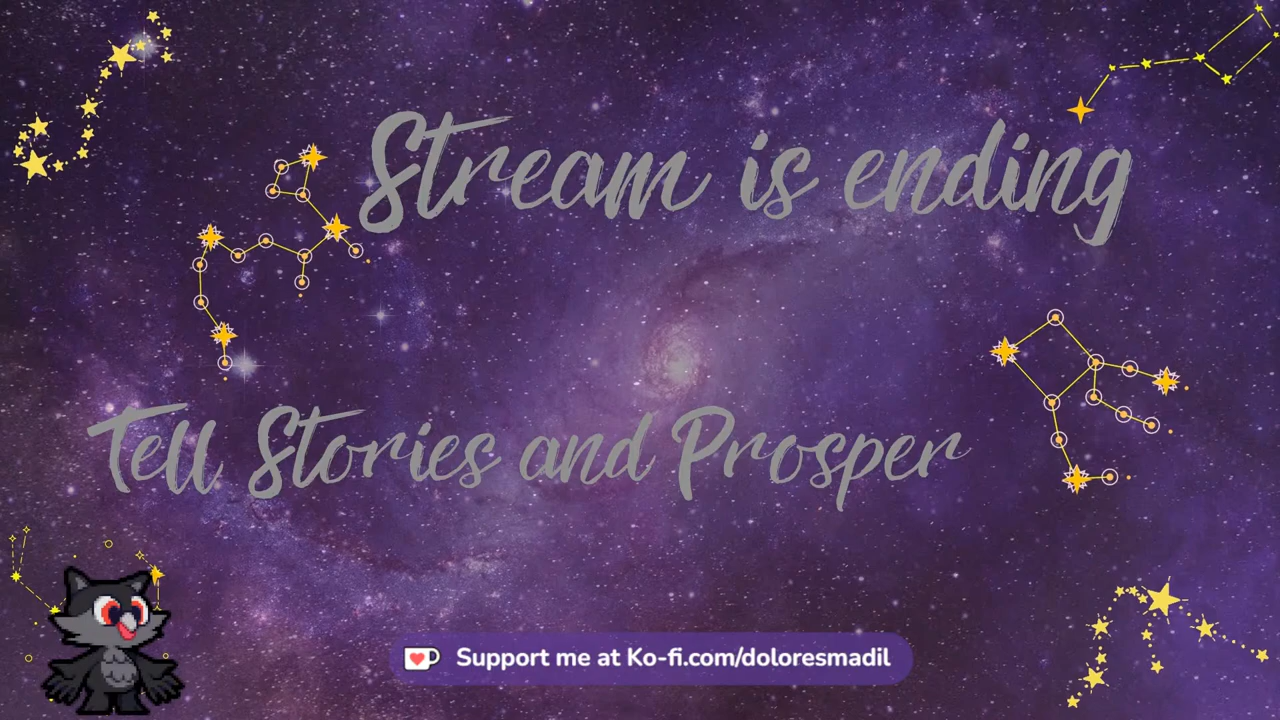 Stream is ending
Tell Stories and Prosper
Support me at Ko-fi.com/doloresmadil